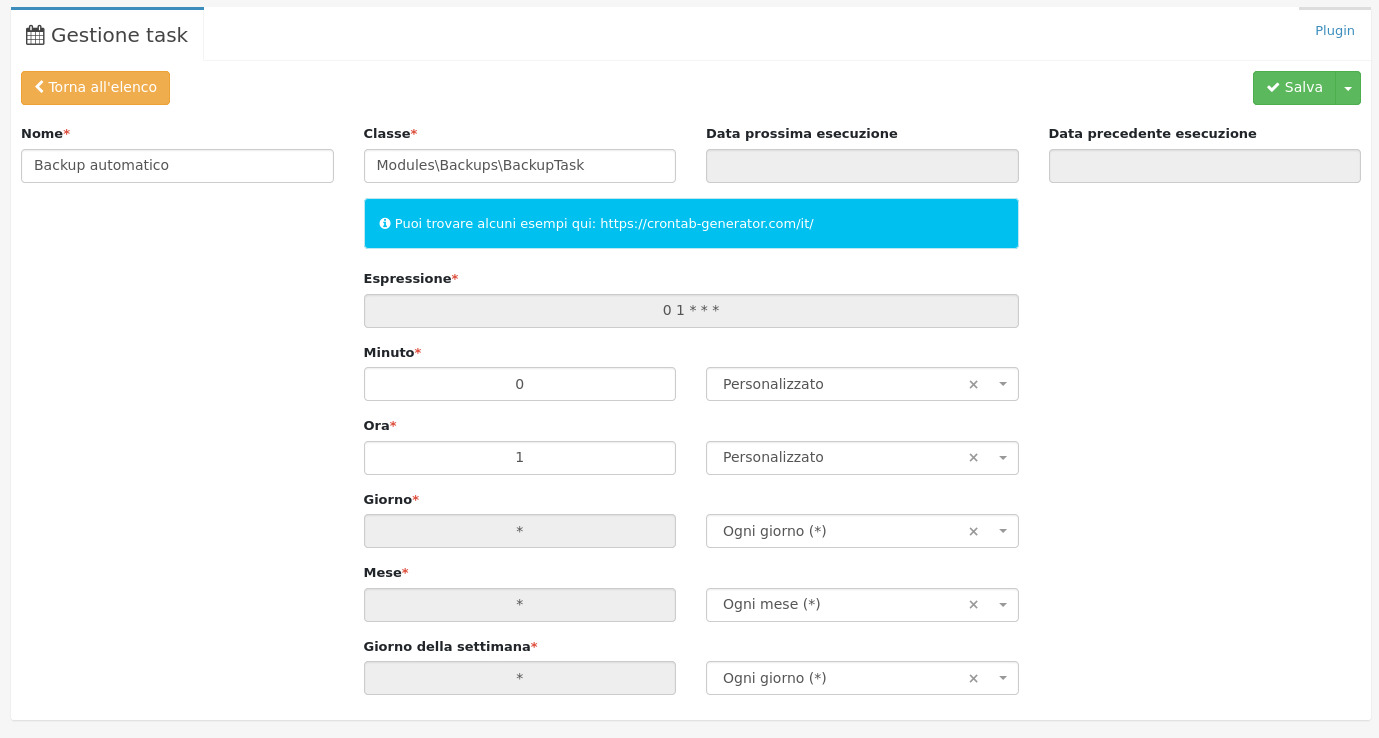 Gestione task
Plugin
Torna all'elenco
Salva
Nome*
Classe*
Data prossima esecuzione
Data precedente esecuzione
Backup automatico
Modules\Backups\BackupTask
Puoi trovare alcuni esempi qui: https://crontab-generator.com/it/
Espressione*
0 1 * * *
Minuto*
0
Personalizzato ×
Ora*
1
Personalizzato ×
Giorno*
*
Ogni giorno (*) ×
Mese*
*
Ogni mese (*) ×
Giorno della settimana*
*
Ogni giorno (*) ×